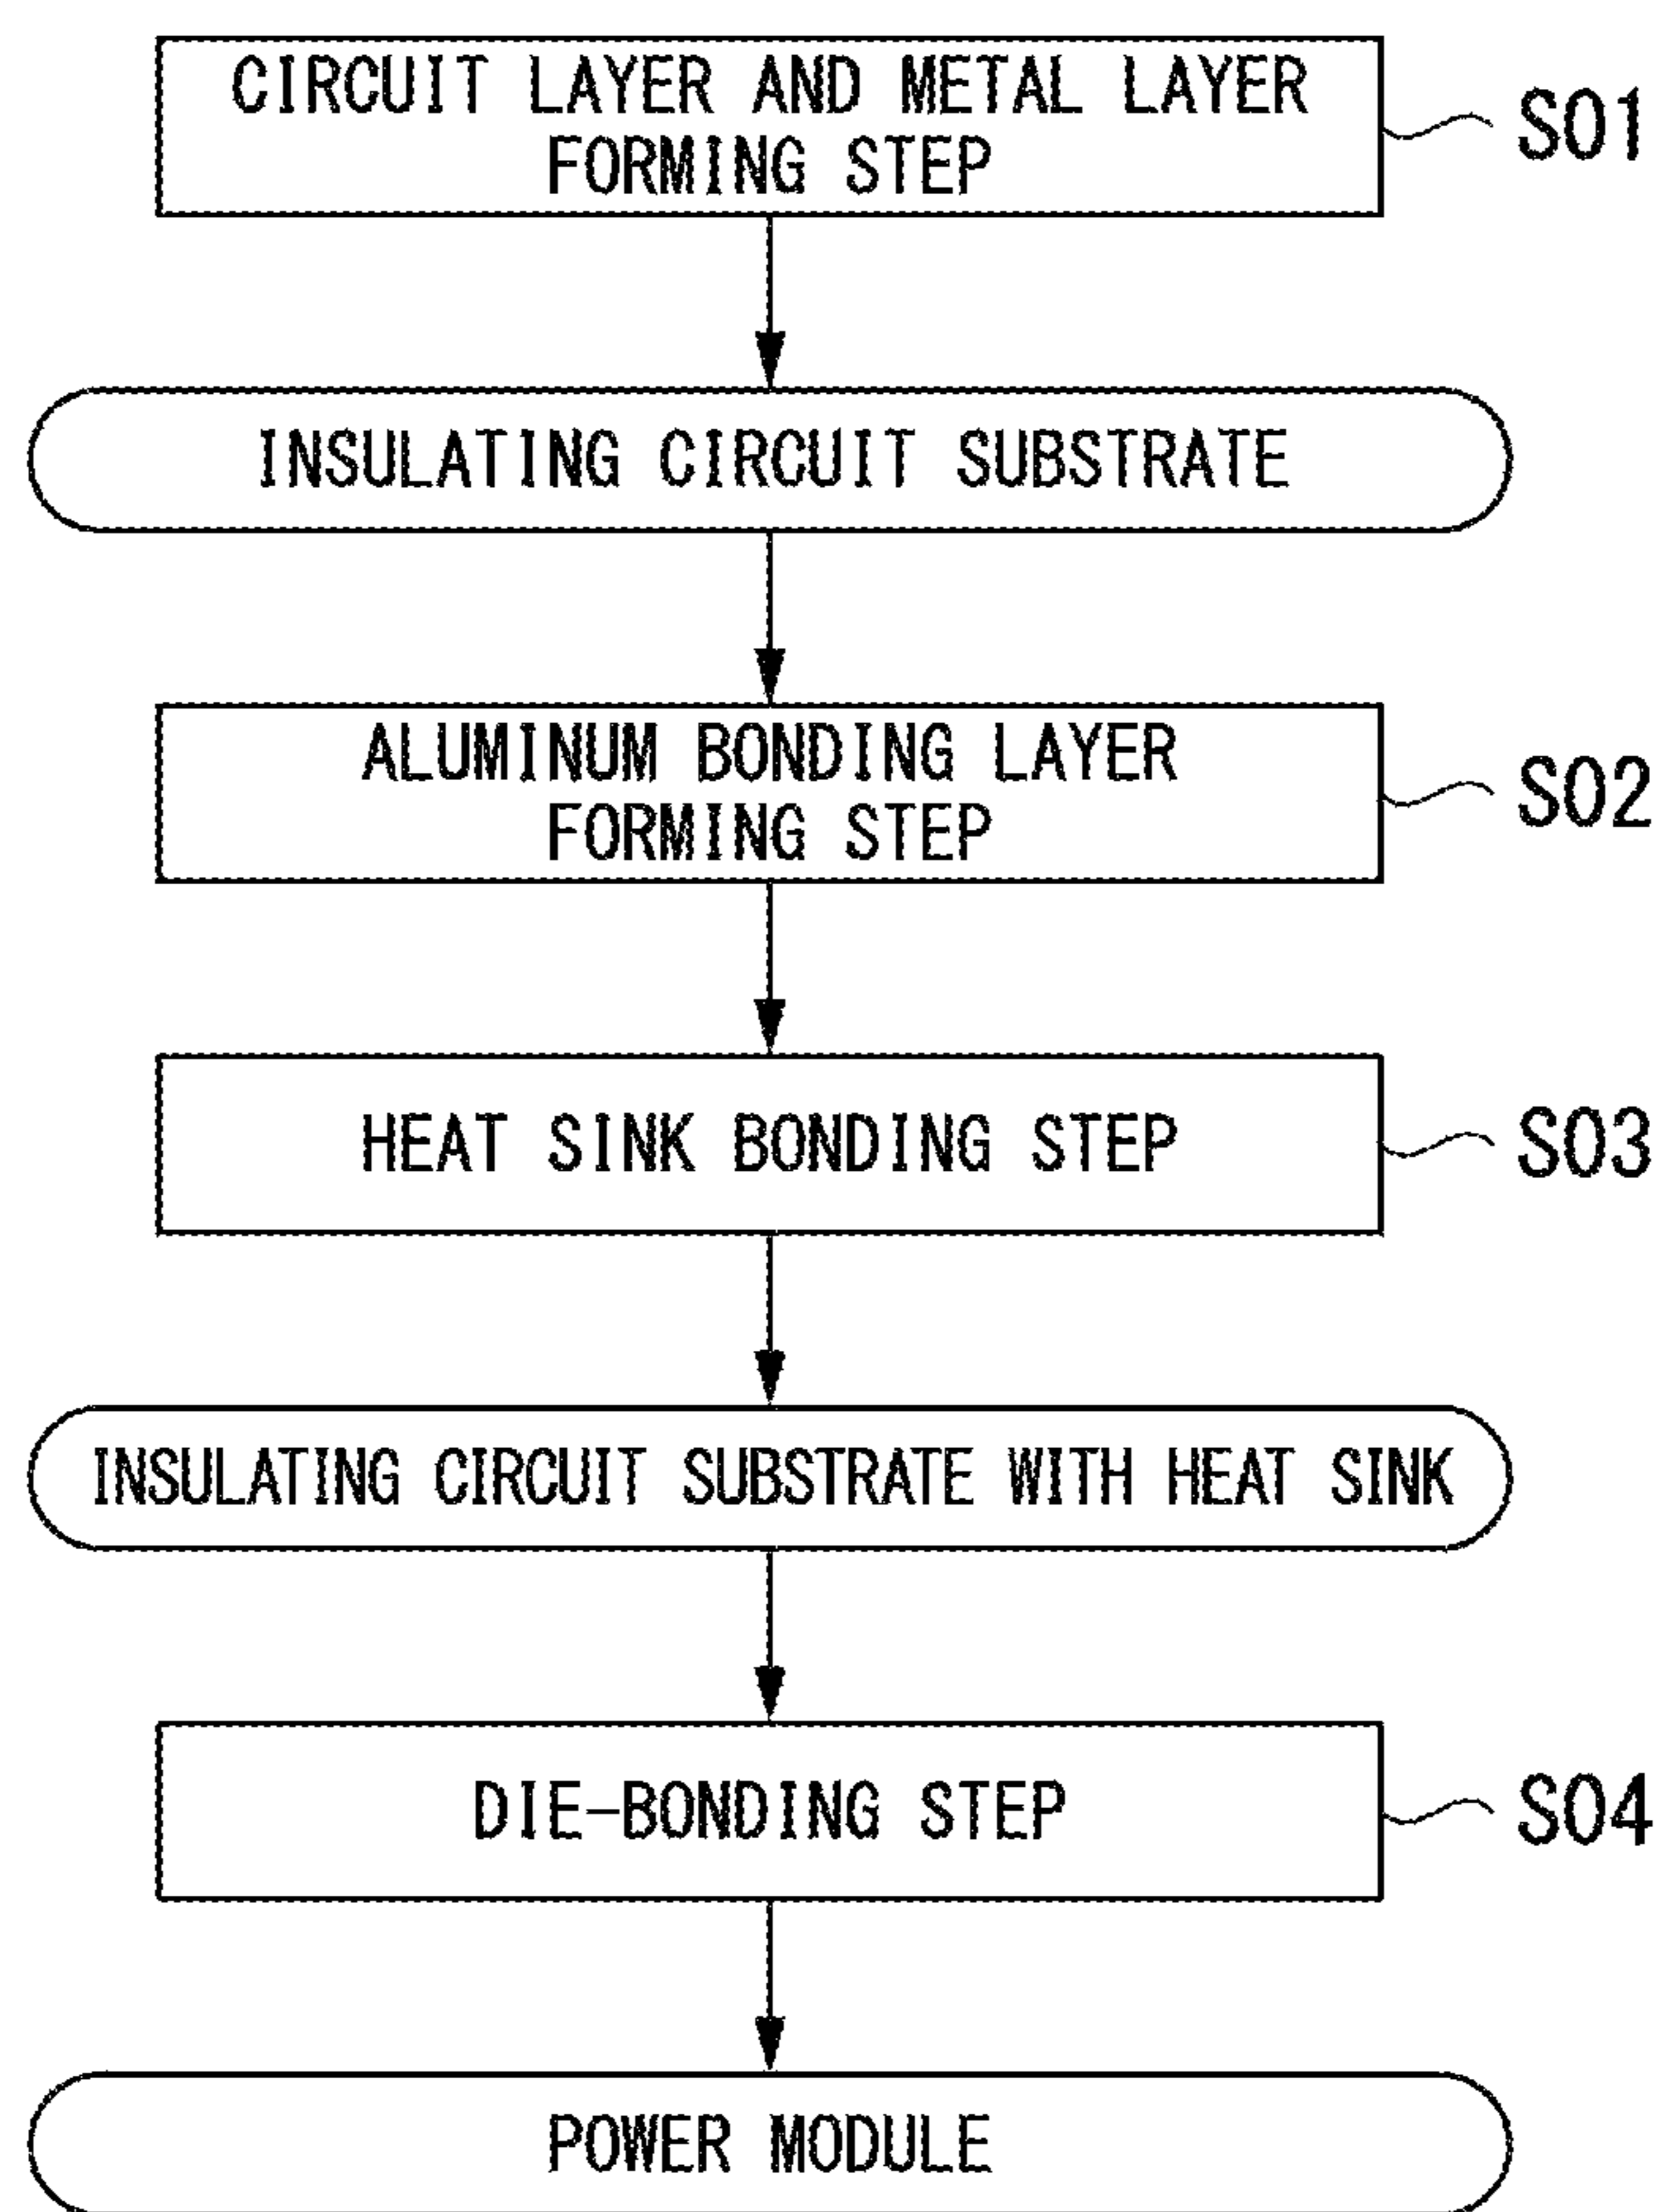 CIRCUIT LAYER AND METAL LAYER
FORMING STEP
S01
INSULATING CIRCUIT SUBSTRATE
ALUMINUM BONDING LAYER
FORMING STEP
S02
HEAT SINK BONDING STEP
S03
INSULATING CIRCUIT SUBSTRATE WITH HEAT SINK
DIE-BONDING STEP
S04
POWER MODULE